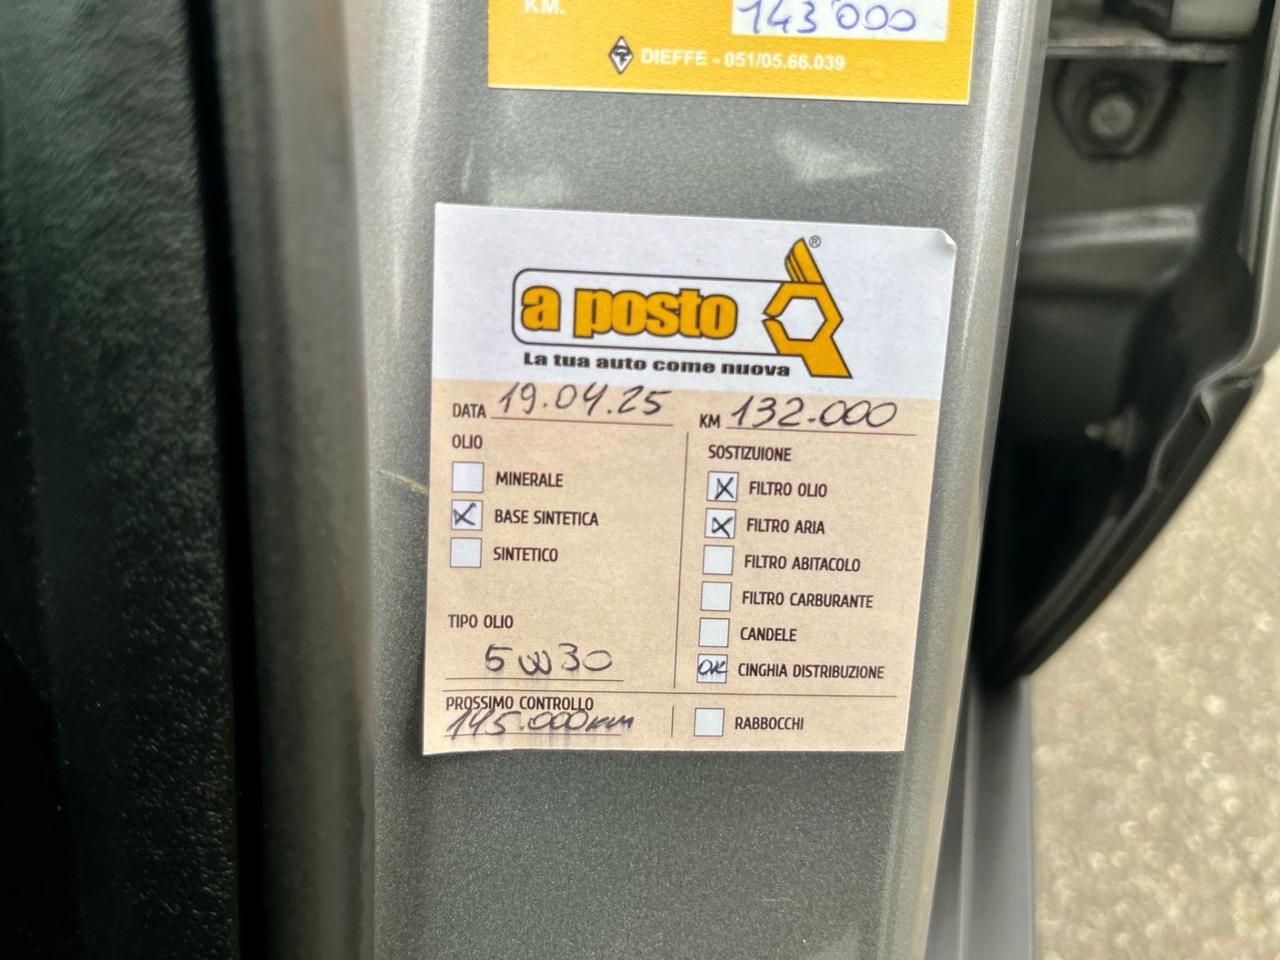 KM. 143'000
DIEFFE - 051/05.66.039
a posto ®
La tua auto come nuova
DATA 19.04.25
KM 132.000
OLIO
MINERALE
BASE SINTETICA
SINTETICO
TIPO OLIO
5W30
SOSTIZUIONE
FILTRO OLIO
FILTRO ARIA
FILTRO ABITACOLO
FILTRO CARBURANTE
CANDELE
OK CINGHIA DISTRIBUZIONE
PROSSIMO CONTROLLO
145.000KM
RABBOCCHI